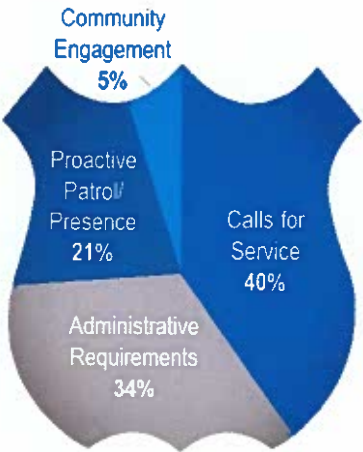 Community
Engagement
5%
Proactive
Patrol/
Presence
21%
Calls for
Service
40%
Administrative
Requirements
34%